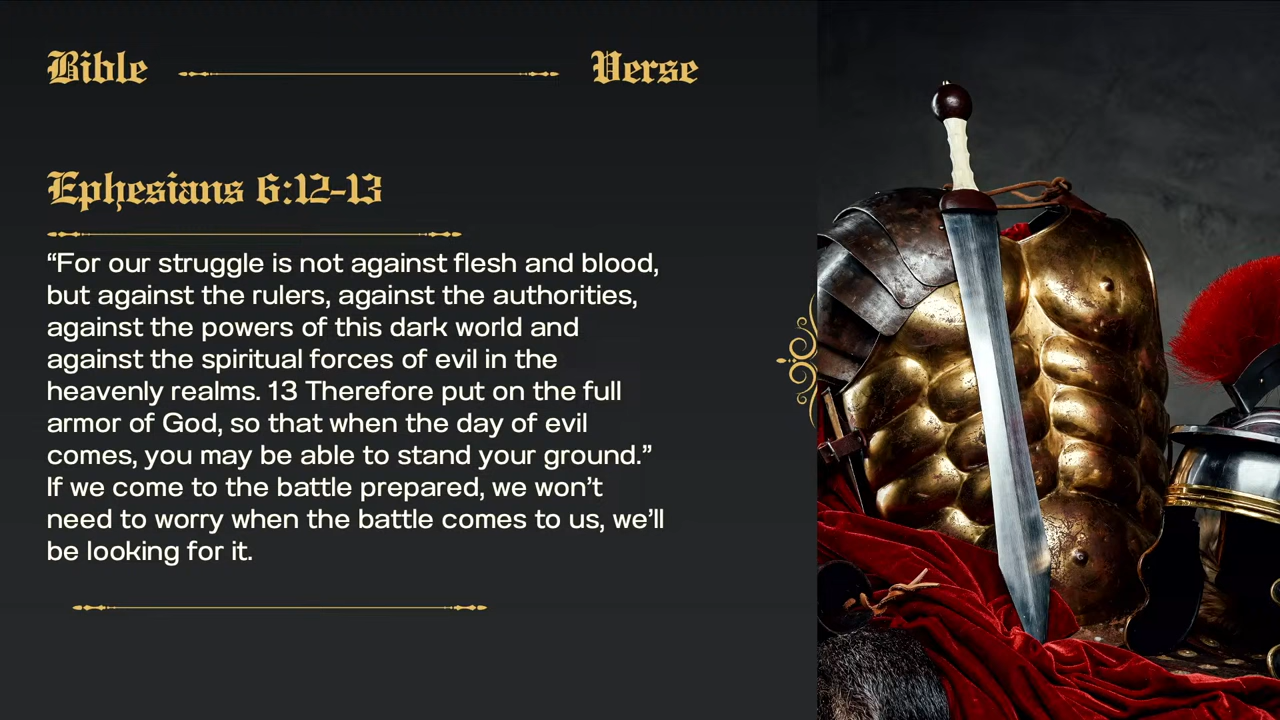 Bible Verse
Ephesians 6:12-13
“For our struggle is not against flesh and blood,
but against the rulers, against the authorities,
against the powers of this dark world and
against the spiritual forces of evil in the
heavenly realms. 13 Therefore put on the full
armor of God, so that when the day of evil
comes, you may be able to stand your ground.”
If we come to the battle prepared, we won’t
need to worry when the battle comes to us, we’ll
be looking for it.